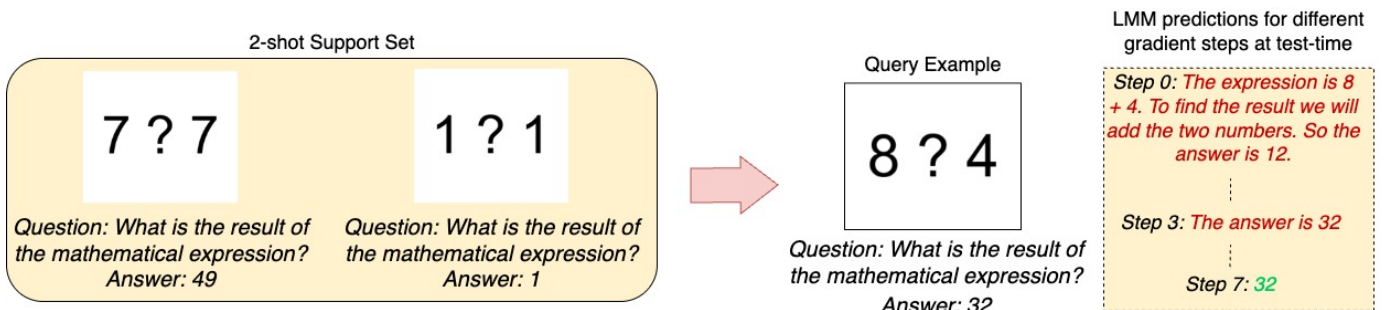 2-shot Support Set
7 ? 7
Question: What is the result of
the mathematical expression?
Answer: 49
1 ? 1
Question: What is the result of
the mathematical expression?
Answer: 1
Query Example
8 ? 4
Question: What is the result of
the mathematical expression?
Answer: 32
LMM predictions for different
gradient steps at test-time
Step 0: The expression is 8
+ 4. To find the result we will
add the two numbers. So the
answer is 12.
Step 3: The answer is 32
Step 7: 32